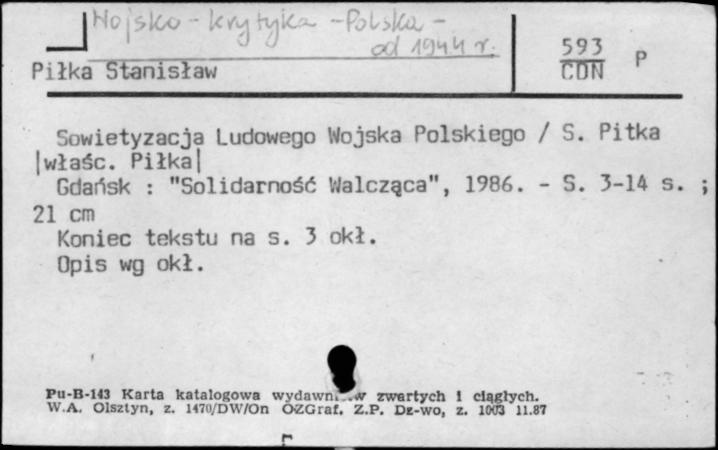 Wojsko - krytyka - Polska -
od 1944 r.
593
CDN
P
Piłka Stanisław
Sowietyzacja Ludowego Wojska Polskiego / S. Pitka
|właśc. Piłka|
Gdańsk : "Solidarność Walcząca", 1986. - S. 3-14 s. ;
21 cm
Koniec tekstu na s. 3 okł.
Opis wg okł.
Pu-B-143 Karta katalogowa zwartych i ciągłych.
W.A. Olsztyn, z. 1470/DW/On OZGraf. Z.P. Dz-wo, z. 1003 11.87